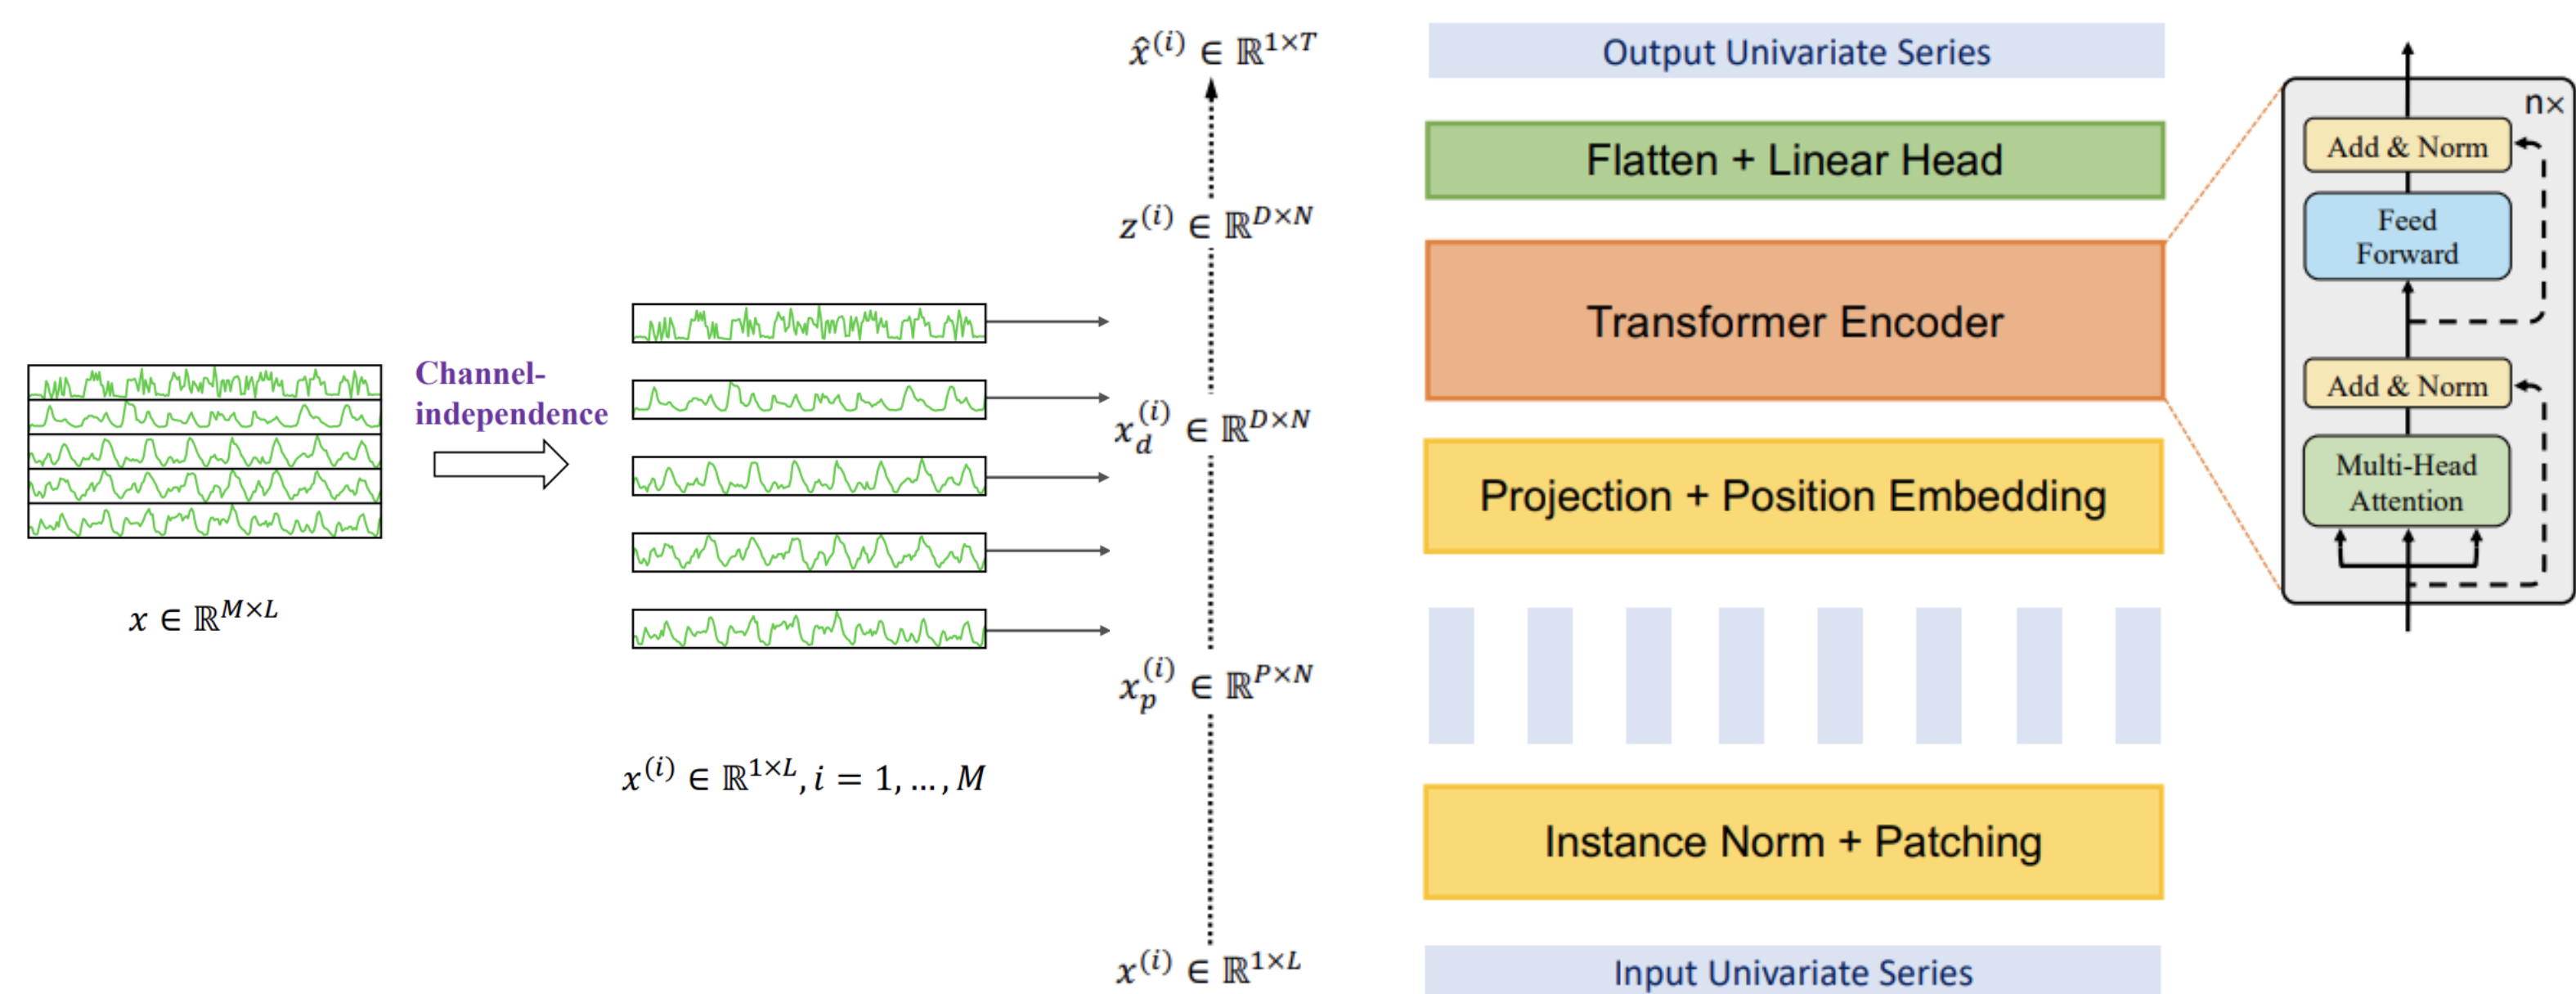 x ∈ ℝ^{M×L}
Channel-
independence
x^{(i)} ∈ ℝ^{1×L}, i = 1, ..., M
x̂^{(i)} ∈ ℝ^{1×T}
z^{(i)} ∈ ℝ^{D×N}
x_d^{(i)} ∈ ℝ^{D×N}
x_p^{(i)} ∈ ℝ^{P×N}
x^{(i)} ∈ ℝ^{1×L}
Output Univariate Series
Flatten + Linear Head
Transformer Encoder
Projection + Position Embedding
Instance Norm + Patching
Input Univariate Series
n×
Add & Norm
Feed
Forward
Add & Norm
Multi-Head
Attention